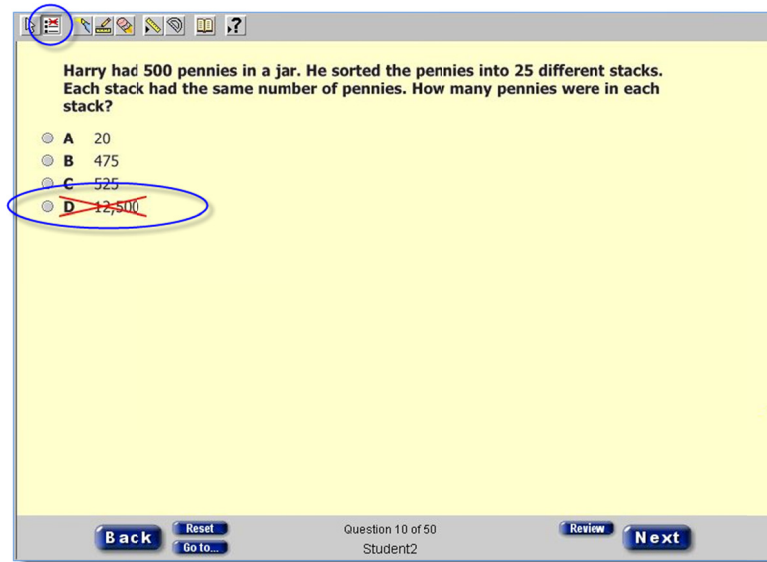 Harry had 500 pennies in a jar. He sorted the pennies into 25 different stacks.
Each stack had the same number of pennies. How many pennies were in each
stack?
A 20
B 475
C 525
D 12,500
Back
Reset
Go to...
Question 10 of 50
Student2
Review
Next